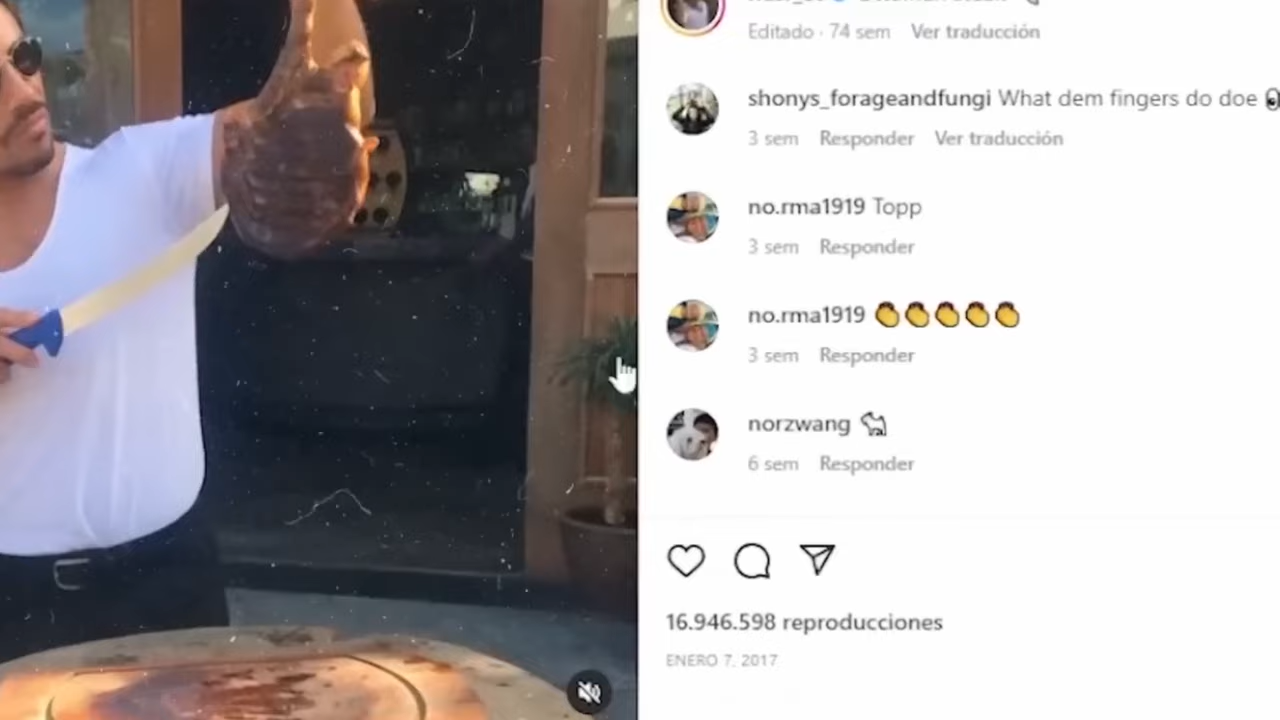 Editado · 74 sem Ver traducción
shonys_forageandfungi What dem fingers do doe
3 sem Responder Ver traducción
no.rma1919 Topp
3 sem Responder
no.rma1919 👏👏👏👏👏
3 sem Responder
norzwang 🐪
6 sem Responder
16.946.598 reproducciones
ENERO 7, 2017